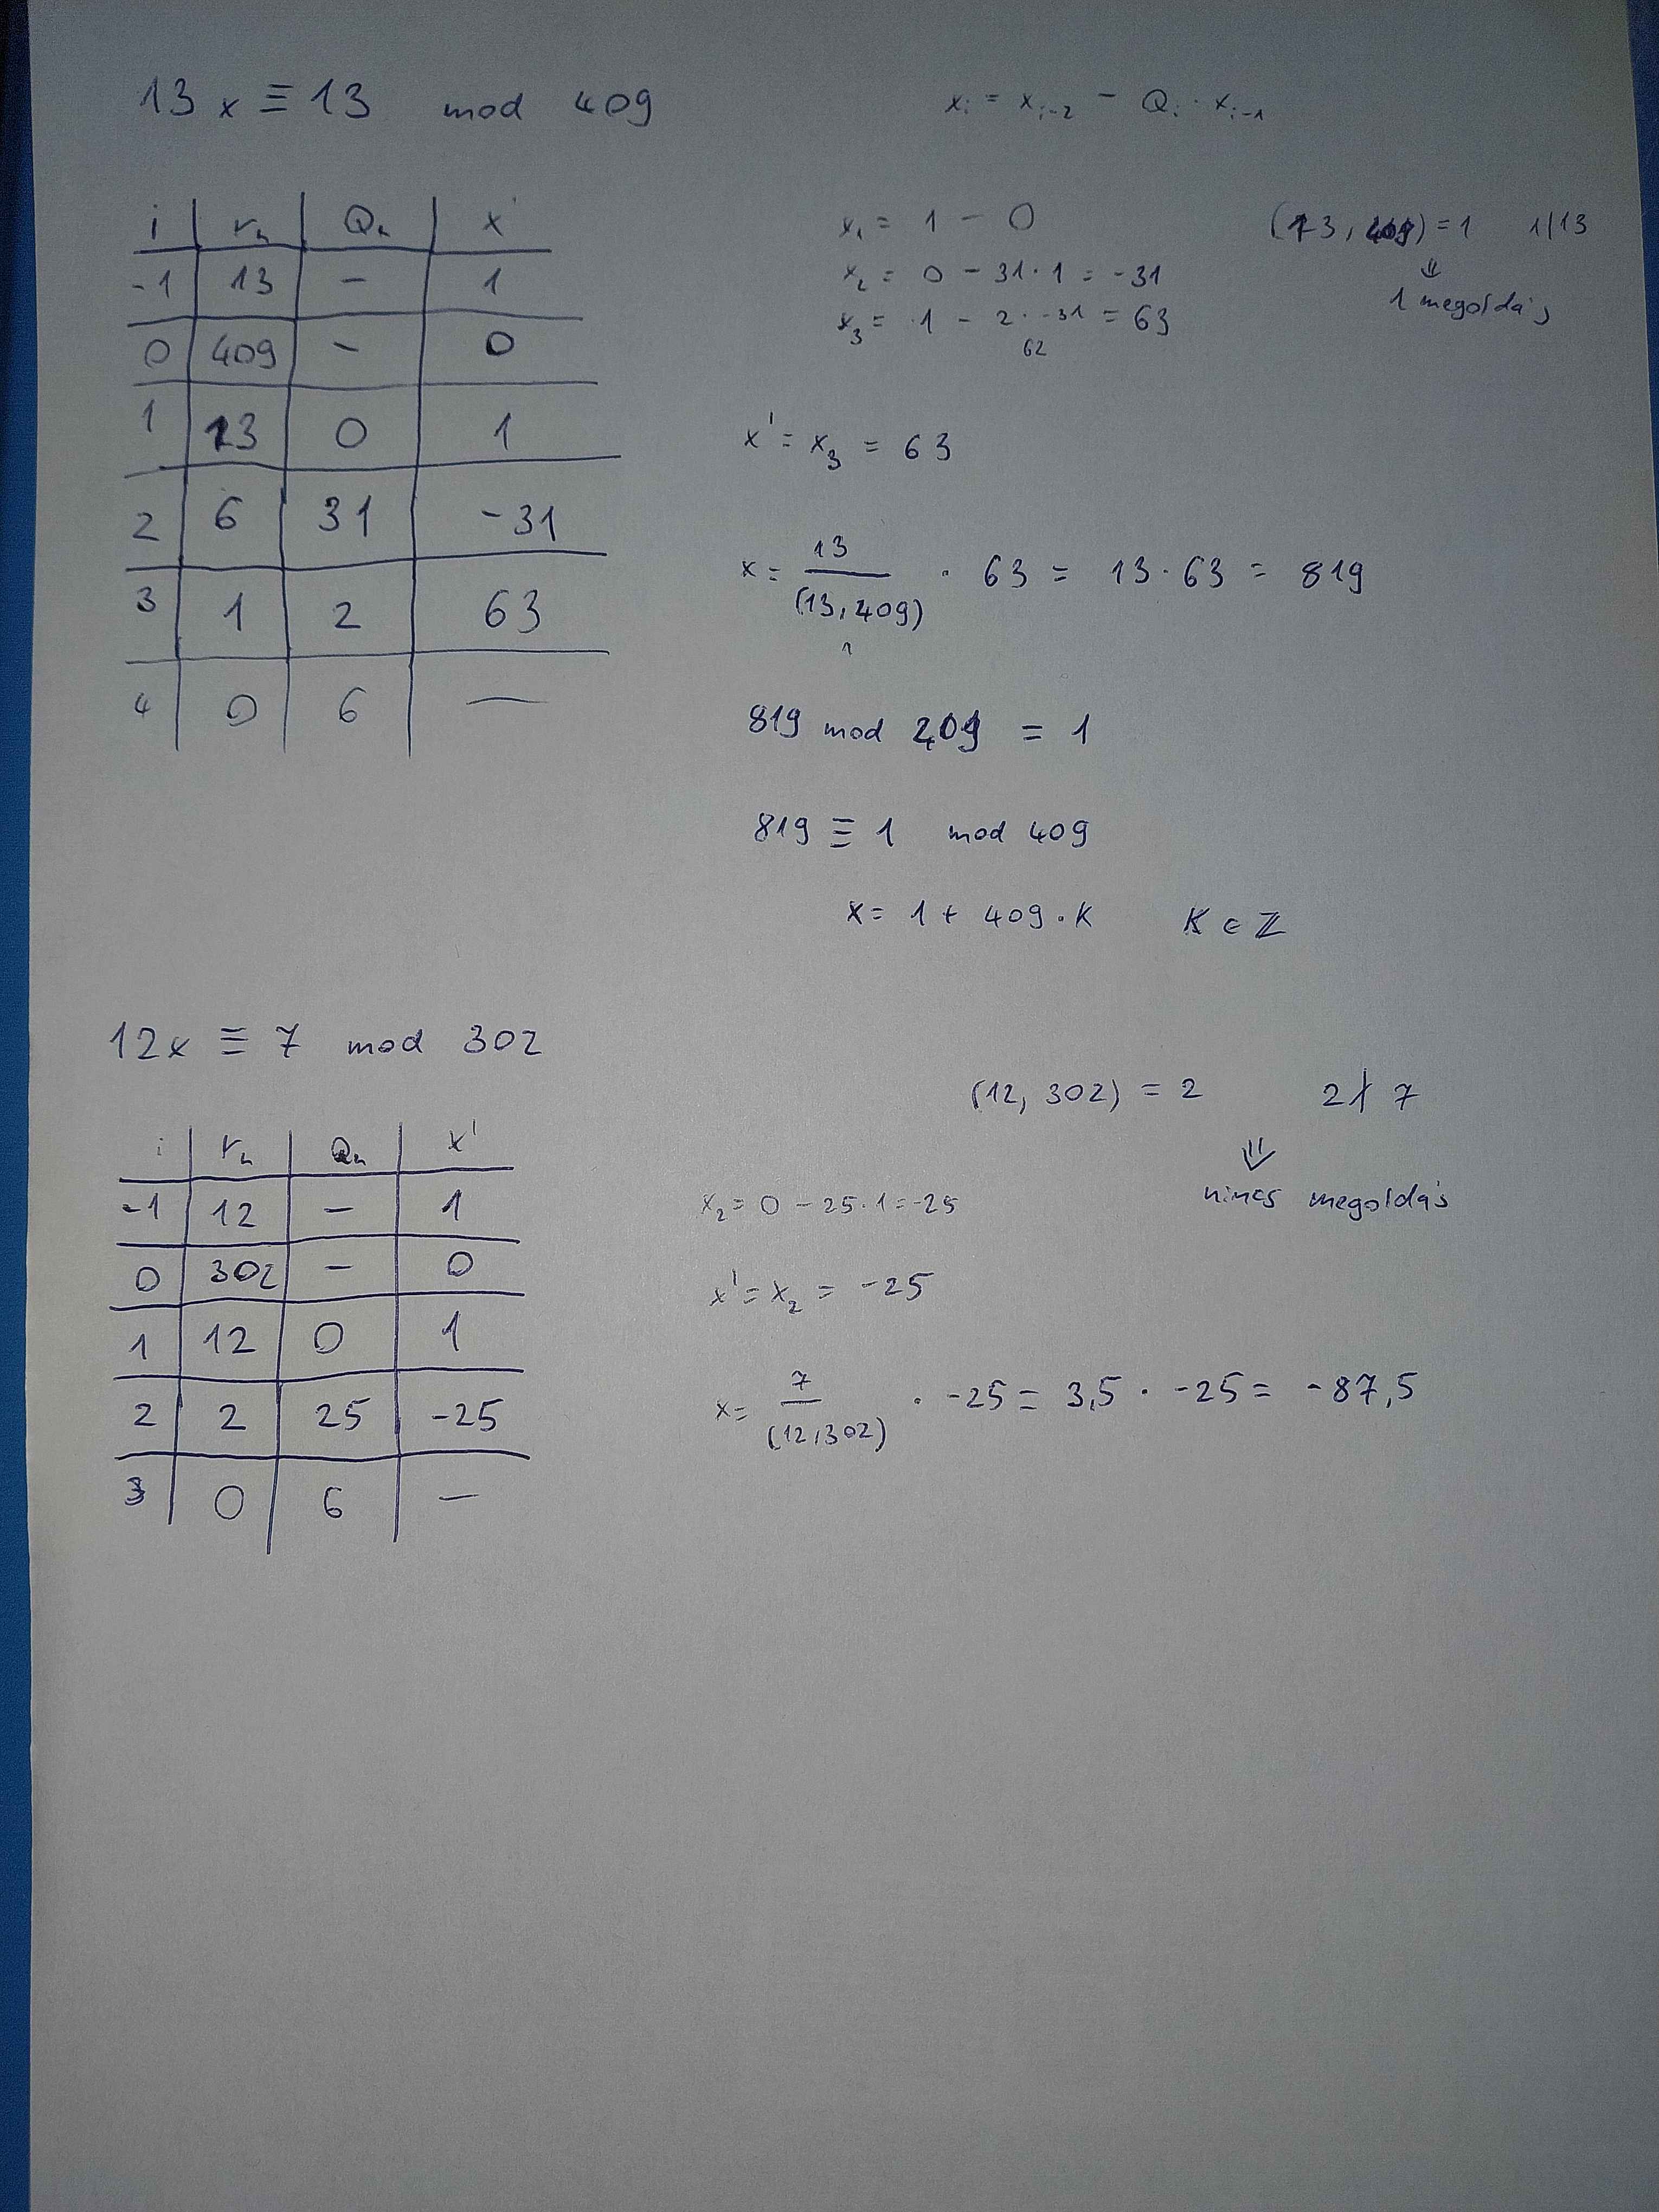 13x ≡ 13 mod 409
xᵢ = xᵢ₋₂ - Qᵢ · xᵢ₋₁
i | rₙ | Qₙ | x'
-1 | 13 | - | 1
0 | 409 | - | 0
1 | 13 | 0 | 1
2 | 6 | 31 | -31
3 | 1 | 2 | 63
4 | 0 | 6 | —
x₁ = 1 - 0
x₂ = 0 - 31 · 1 = -31
x₃ = 1 - 2 · -31 = 63
62
(13, 409) = 1 1|13
⇓
1 megoldás
x' = x₃ = 63
x = 13/(13, 409) · 63 = 13 · 63 = 819
1
819 mod 409 = 1
819 ≡ 1 mod 409
x = 1 + 409 · K K ∈ ℤ
12x ≡ 7 mod 302
(12, 302) = 2 2∤7
⇓
nincs megoldás
i | rₙ | Qₙ | x'
-1 | 12 | - | 1
0 | 302 | - | 0
1 | 12 | 0 | 1
2 | 2 | 25 | -25
3 | 0 | 6 | —
x₂ = 0 - 25 · 1 = -25
x' = x₂ = -25
x = 7/(12, 302) · -25 = 3,5 · -25 = -87,5